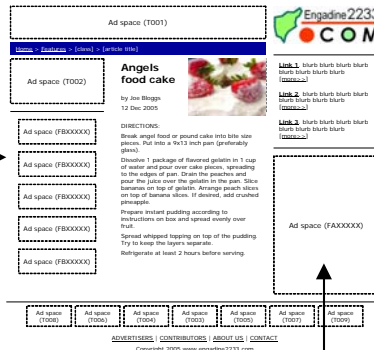 Ad space (T001)
Engadine2233
COM
Home > Features > [class] > [article title]
Ad space (T002)
Angels
food cake
by Joe Bloggs
12 Dec 2005
Link 1, blurb blurb blurb blurb
blurb blurb blurb blurb
[more>>]
Link 2, blurb blurb blurb blurb
blurb blurb blurb blurb
[more>>]
Link 3, blurb blurb blurb blurb
blurb blurb blurb blurb
[more>>]
Ad space (FBXXXXX)
Ad space (FBXXXXX)
Ad space (FBXXXXX)
Ad space (FBXXXXX)
Ad space (FBXXXXX)
DIRECTIONS:
Break angel food or pound cake into bite size
pieces. Put into a 9x13 inch pan (preferably
glass).
Dissolve 1 package of flavored gelatin in 1 cup
of water and pour over cake pieces, spreading
to the edges of pan. Drain the peaches and
pour the juice over the gelatin in the pan. Slice
bananas on top of gelatin. Arrange peach slices
on top of banana slices. If desired, add crushed
pineapple.
Prepare instant pudding according to
instructions on box and spread evenly over
fruit.
Spread whipped topping on top of the pudding.
Try to keep the layers separate.
Refrigerate at least 2 hours before serving.
Ad space (FAXXXXX)
Ad space
(T008)
Ad space
(T006)
Ad space
(T004)
Ad space
(T003)
Ad space
(T005)
Ad space
(T007)
Ad space
(T009)
ADVERTISERS | CONTRIBUTORS | ABOUT US | CONTACT
Copyright 2005 www.engadine2233.com